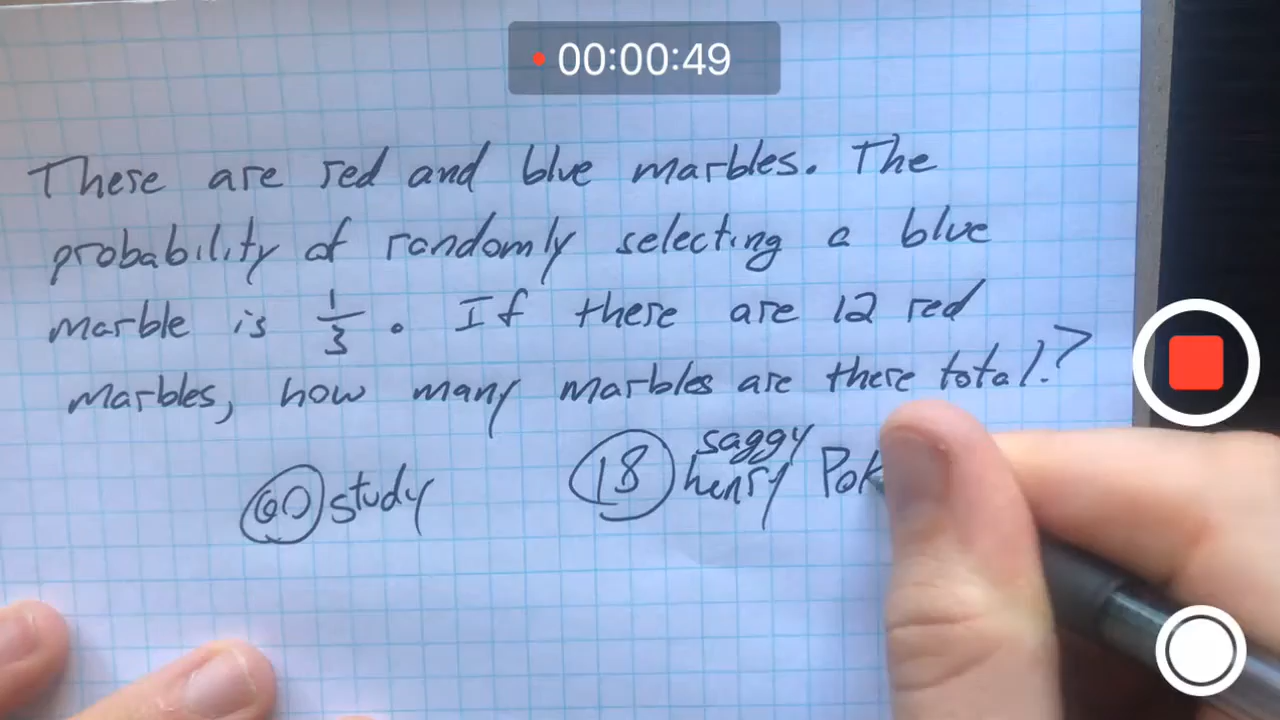 00:00:49
There are red and blue marbles. The
probability of randomly selecting a blue
marble is 1/3. If there are 12 red
marbles, how many marbles are there total?
60 study
18 saggy henry Pok